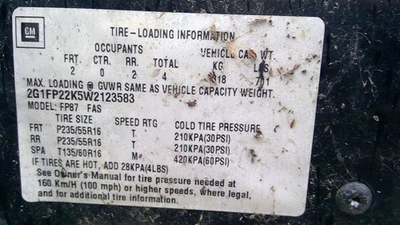 GM
TIRE-LOADING INFORMATION
OCCUPANTS VEHICLE CAP. WT.
FRT. CTR. RR. TOTAL KG LBS
2 0 2 4 318 701
MAX. LOADING @ GVWR SAME AS VEHICLE CAPACITY WEIGHT.
2G1FP22K5W2123583
MODEL: FP87 FAS
TIRE SIZE SPEED RTG COLD TIRE PRESSURE
FRT P235/55R16 T 210KPA(30PSI)
RR P235/55R16 T 210KPA(30PSI)
SPA T135/60R16 M 420KPA(60PSI)
IF TIRES ARE HOT, ADD 28KPA(4LBS)
See Owner's Manual for tire pressure needed at
160 Km/H (100 mph) or higher speeds, where legal,
and for additional tire information.